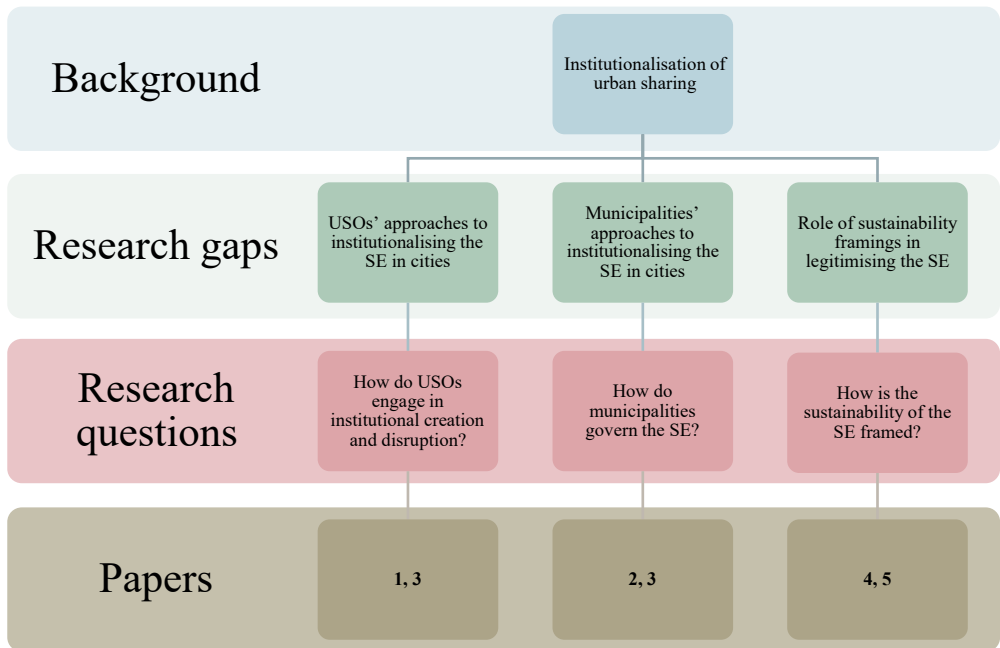 Background
Institutionalisation of
urban sharing
Research gaps
USOs’ approaches to
institutionalising the
SE in cities
Municipalities’
approaches to
institutionalising the
SE in cities
Role of sustainability
framings in
legitimising the SE
Research
questions
How do USOs
engage in
institutional creation
and disruption?
How do
municipalities
govern the SE?
How is the
sustainability of the
SE framed?
Papers
1, 3
2, 3
4, 5